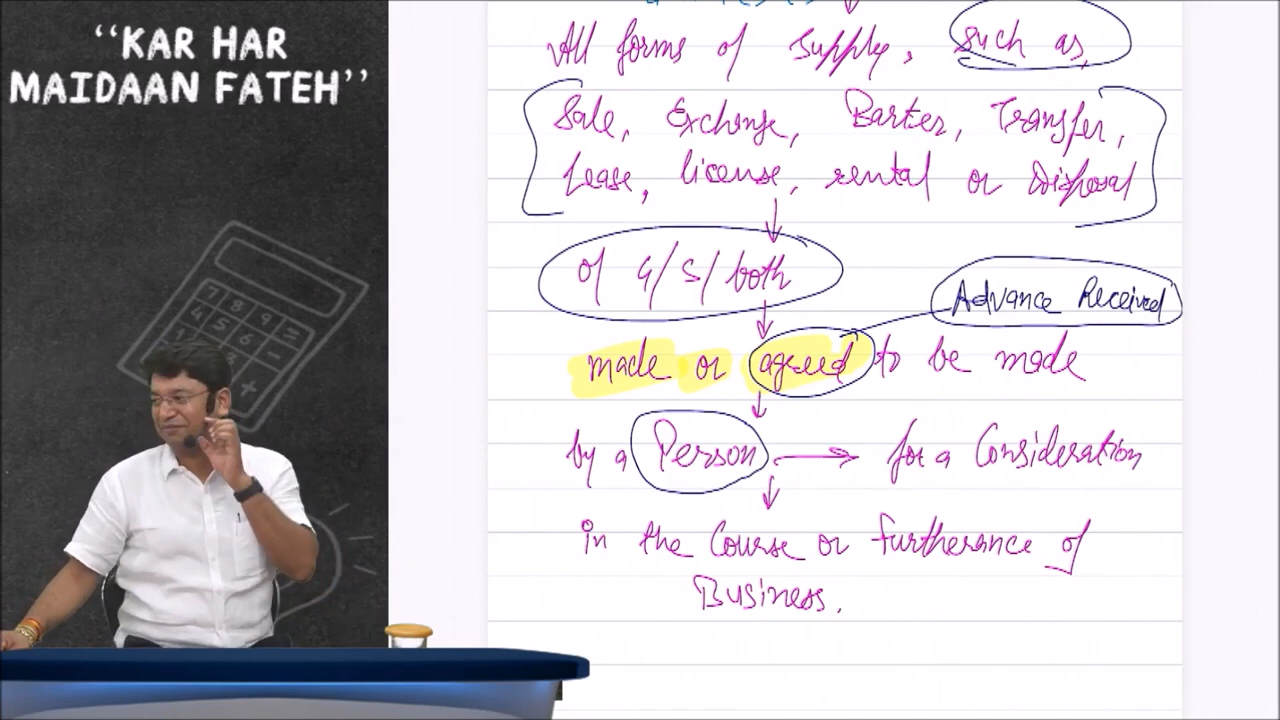 “KAR HAR
MAIDAAN FATEH”
All forms of supply, such as,
Sale, Exchange, Barter, Transfer,
Lease, license, rental or Disposal
of G/S/both
Advance Received
made or agreed to be made
by a Person → for a Consideration
in the Course or furtherance of
Business.